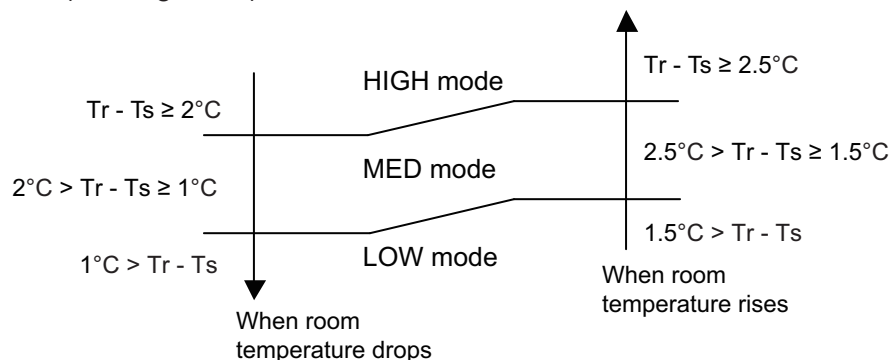 HIGH mode
Tr - Ts ≥ 2.5°C
Tr - Ts ≥ 2°C
MED mode
2.5°C > Tr - Ts ≥ 1.5°C
2°C > Tr - Ts ≥ 1°C
1.5°C > Tr - Ts
LOW mode
1°C > Tr - Ts
When room
temperature rises
When room
temperature drops